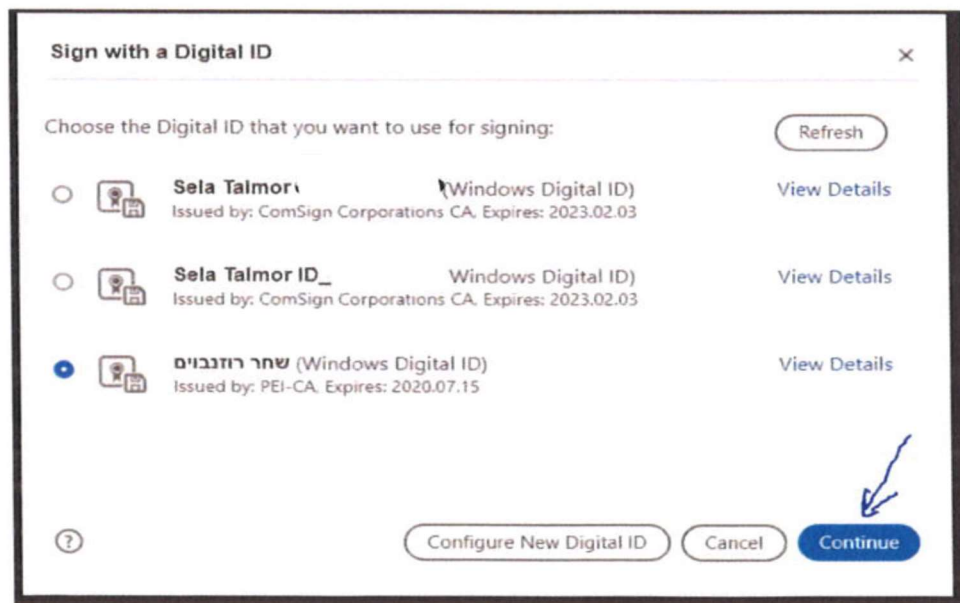 Sign with a Digital ID
Choose the Digital ID that you want to use for signing:
Refresh
Sela Talmor (Windows Digital ID)
View Details
Issued by: ComSign Corporations CA. Expires: 2023.02.03
Sela Talmor ID_ Windows Digital ID)
View Details
Issued by: ComSign Corporations CA. Expires: 2023.02.03
שחר רוזנבוים (Windows Digital ID)
View Details
Issued by: PEI-CA. Expires: 2020.07.15
Configure New Digital ID
Cancel
Continue